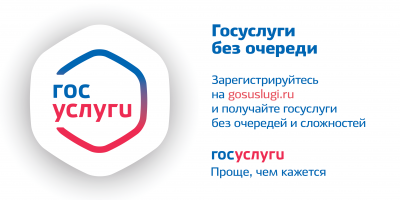 гос
услуги
Госуслуги
без очереди
Зарегистрируйтесь
на gosuslugi.ru
и получайте госуслуги
без очередей и сложностей
госуслуги
Проще, чем кажется